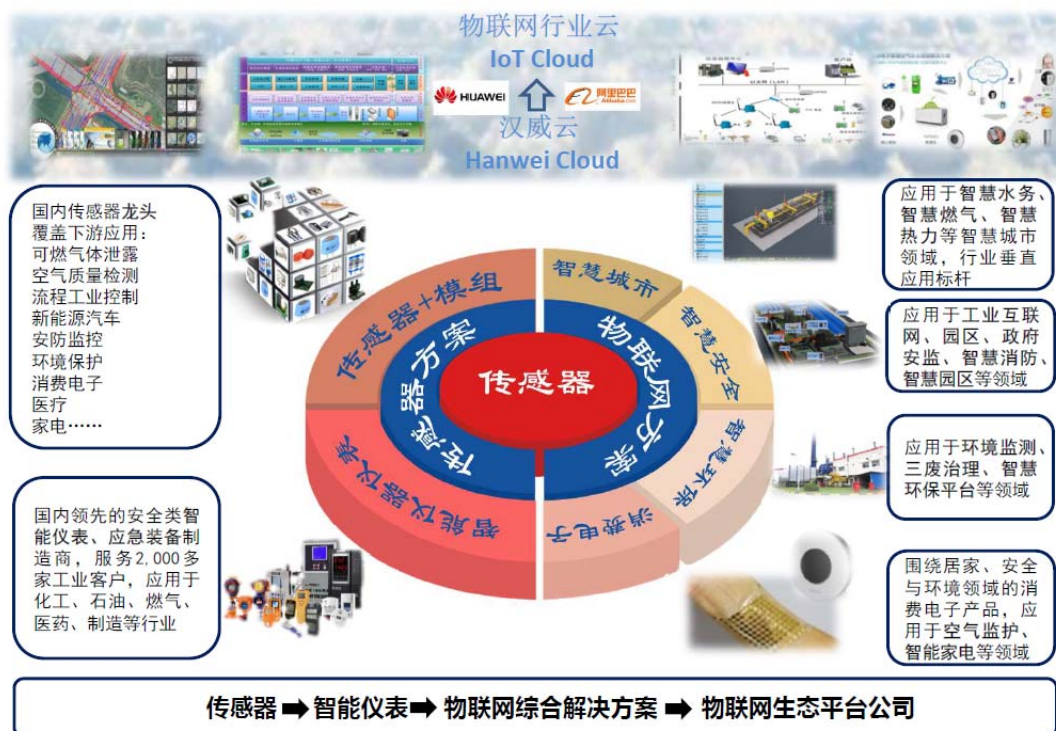 物联网行业云
IoT Cloud
HUAWEI
阿里巴巴
Alibaba.com
汉威云
Hanwei Cloud
国内传感器龙头
覆盖下游应用：
可燃气体泄露
空气质量检测
流程工业控制
新能源汽车
安防监控
环境保护
消费电子
医疗
家电……
国内领先的安全类智
能仪表、应急装备制
造商，服务2,000多
家工业客户，应用于
化工、石油、燃气、
医药、制造等行业
传感器+模组
智能仪器仪表
传感器方案
传感器
物联网方案
智慧城市
智慧安全
智慧环保
消费电子
应用于智慧水务、
智慧燃气、智慧
热力等智慧城市
领域，行业垂直
应用标杆
应用于工业互联
网、园区、政府
安监、智慧消防、
智慧园区等领域
应用于环境监测、
三废治理、智慧
环保平台等领域
围绕居家、安全
与环境领域的消
费电子产品，应
用于空气监护、
智能家电等领域
传感器➡智能仪表➡物联网综合解决方案➡物联网生态平台公司